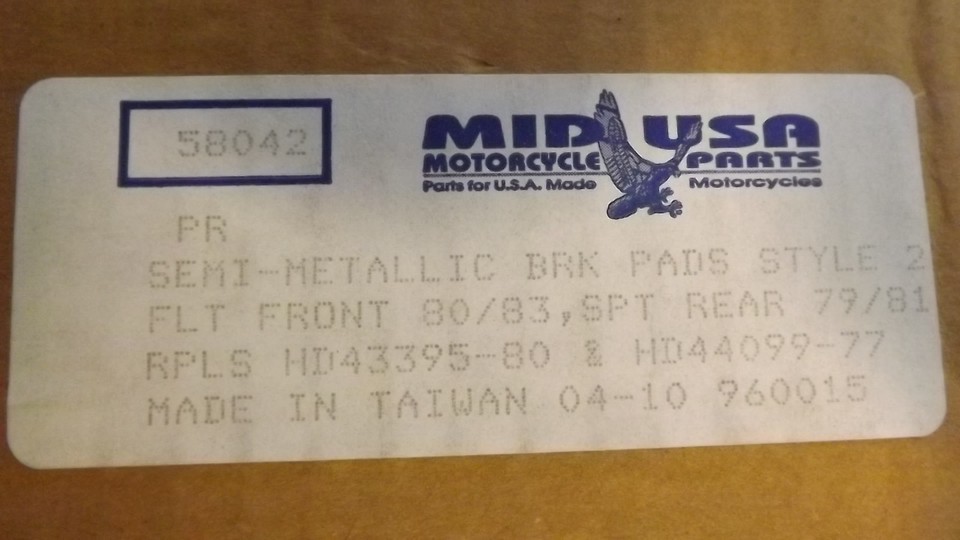 58042
MID USA
MOTORCYCLE PARTS
Parts for U.S.A. Made Motorcycles
PR
SEMI-METALLIC BRK PADS STYLE 2
FLT FRONT 80/83,SPT REAR 79/81
RPLS HD43395-80 & HD44099-77
MADE IN TAIWAN 04-10 960015